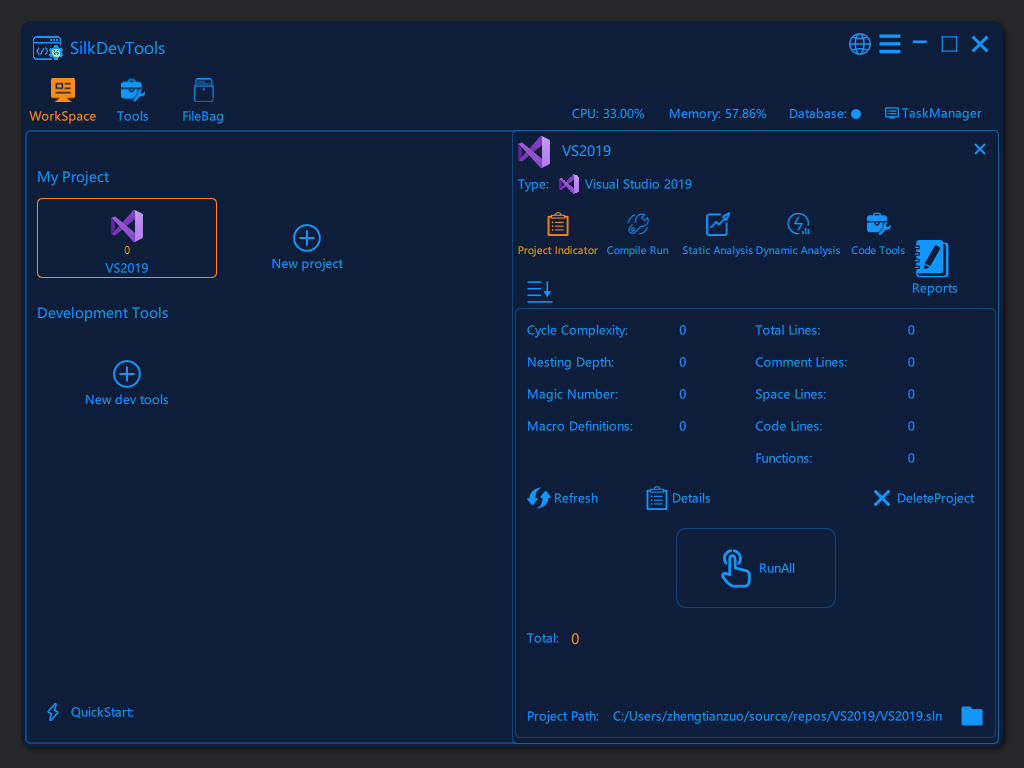 SilkDevTools
WorkSpace
Tools
FileBag
CPU: 33.00%
Memory: 57.86%
Database:
TaskManager
My Project
0
VS2019
New project
Development Tools
New dev tools
QuickStart:
VS2019
Type:
Visual Studio 2019
Project Indicator
Compile Run
Static Analysis
Dynamic Analysis
Code Tools
Reports
Cycle Complexity: 0
Total Lines: 0
Nesting Depth: 0
Comment Lines: 0
Magic Number: 0
Space Lines: 0
Macro Definitions: 0
Code Lines: 0
Functions: 0
Refresh
Details
DeleteProject
RunAll
Total: 0
Project Path: C:/Users/zhengtianzuo/source/repos/VS2019/VS2019.sln